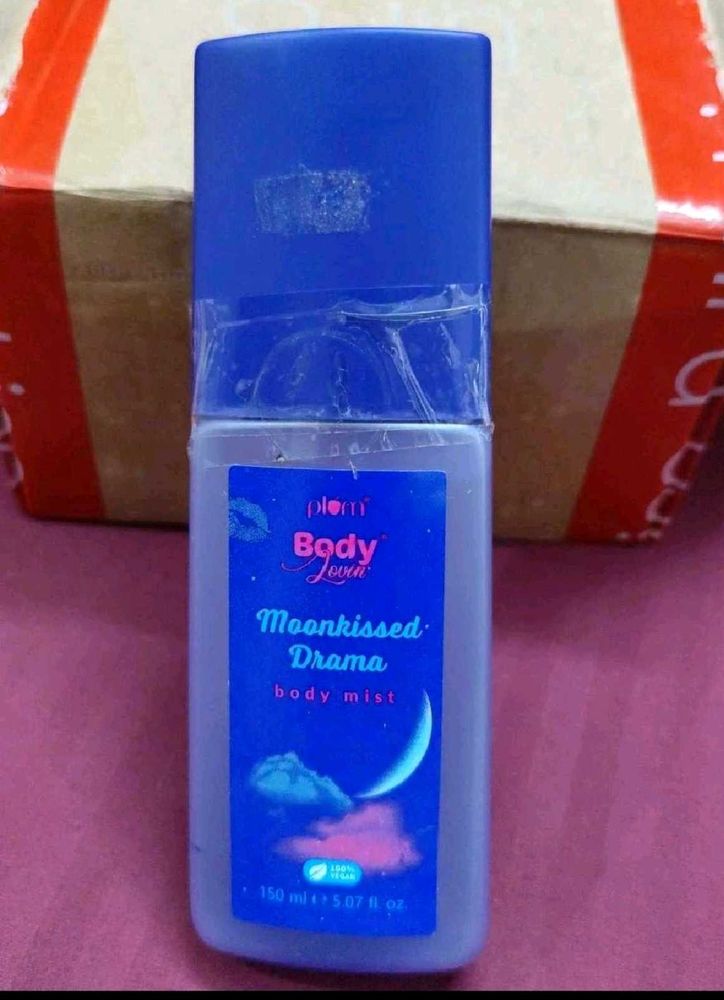 plum®
Body®
Lovin'
Moonkissed
Drama
body mist
100%
VEGAN
150 ml e 5.07 fl. oz.